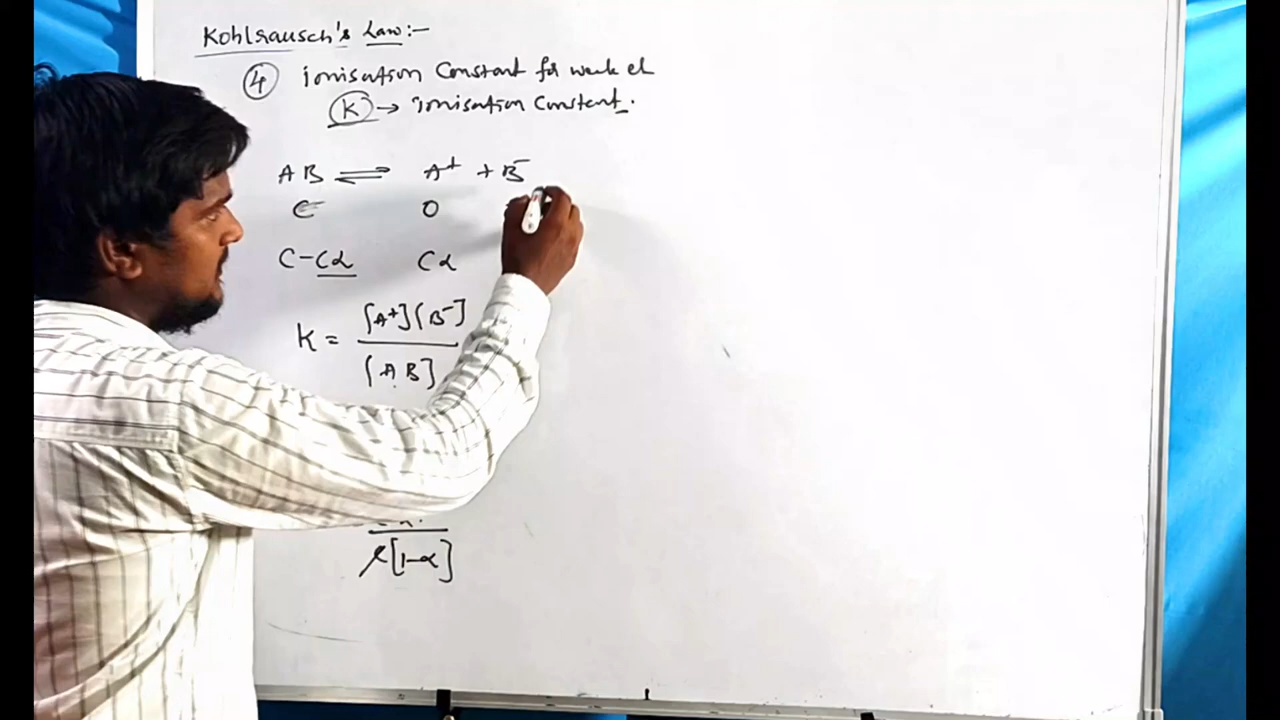 Kohlrausch's Law:-
④ ionisation Constant for weak el
K → ionisation Constant.
AB ⇌ A⁺ + B⁻
C 0
C-Cα Cα
K = [A⁺][B⁻]
[AB]
C[1-α]